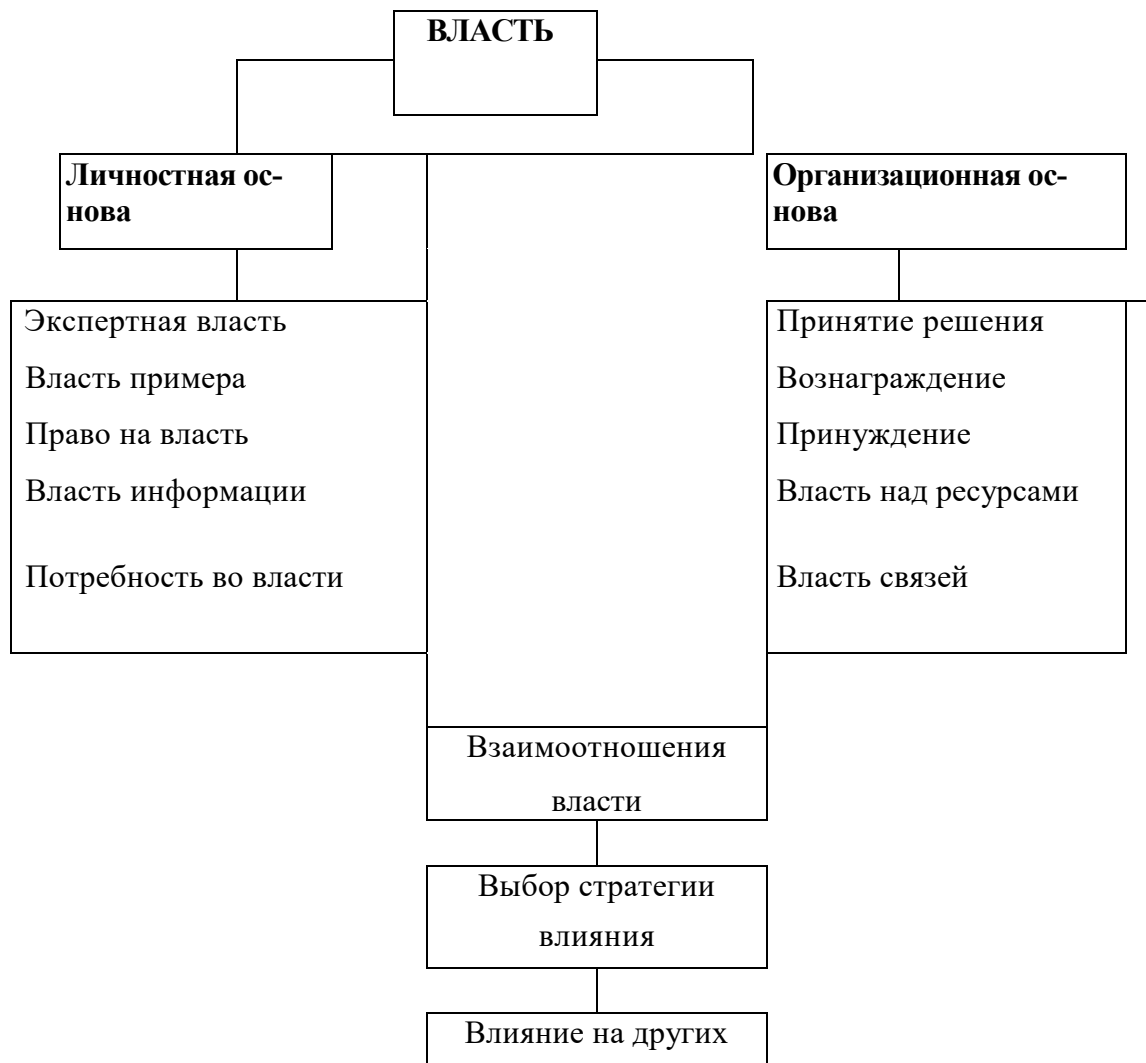 ВЛАСТЬ
Личностная ос-
нова
Организационная ос-
нова
Экспертная власть
Власть примера
Право на власть
Власть информации
Потребность во власти
Принятие решения
Вознаграждение
Принуждение
Власть над ресурсами
Власть связей
Взаимоотношения
власти
Выбор стратегии
влияния
Влияние на других